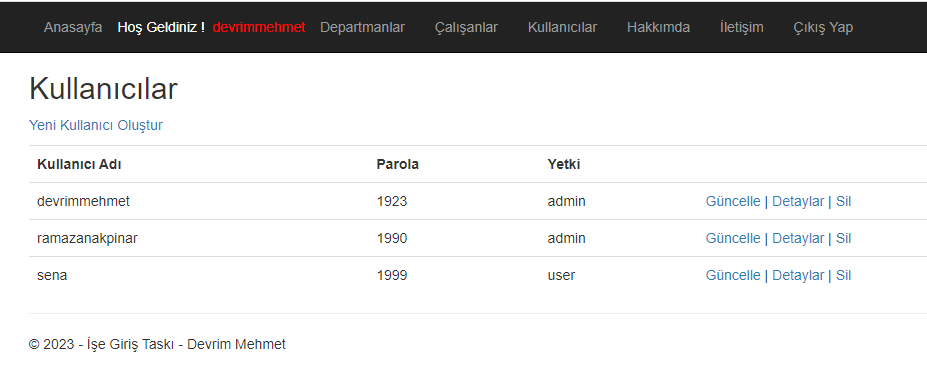 Anasayfa Hoş Geldiniz ! devrimmehmet Departmanlar Çalışanlar Kullanıcılar Hakkımda İletişim Çıkış Yap
Kullanıcılar
Yeni Kullanıcı Oluştur
Kullanıcı Adı Parola Yetki
devrimmehmet 1923 admin Güncelle | Detaylar | Sil
ramazanakpinar 1990 admin Güncelle | Detaylar | Sil
sena 1999 user Güncelle | Detaylar | Sil
© 2023 - İşe Giriş Taskı - Devrim Mehmet